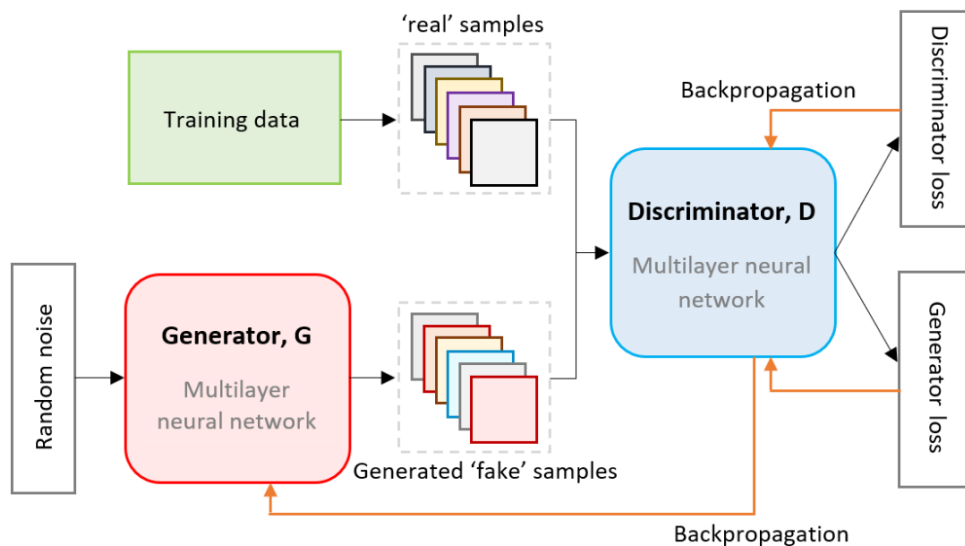 ‘real’ samples
Training data
Backpropagation
Discriminator loss
Discriminator, D
Multilayer neural
network
Random noise
Generator, G
Multilayer
neural network
Generated ‘fake’ samples
Generator loss
Backpropagation